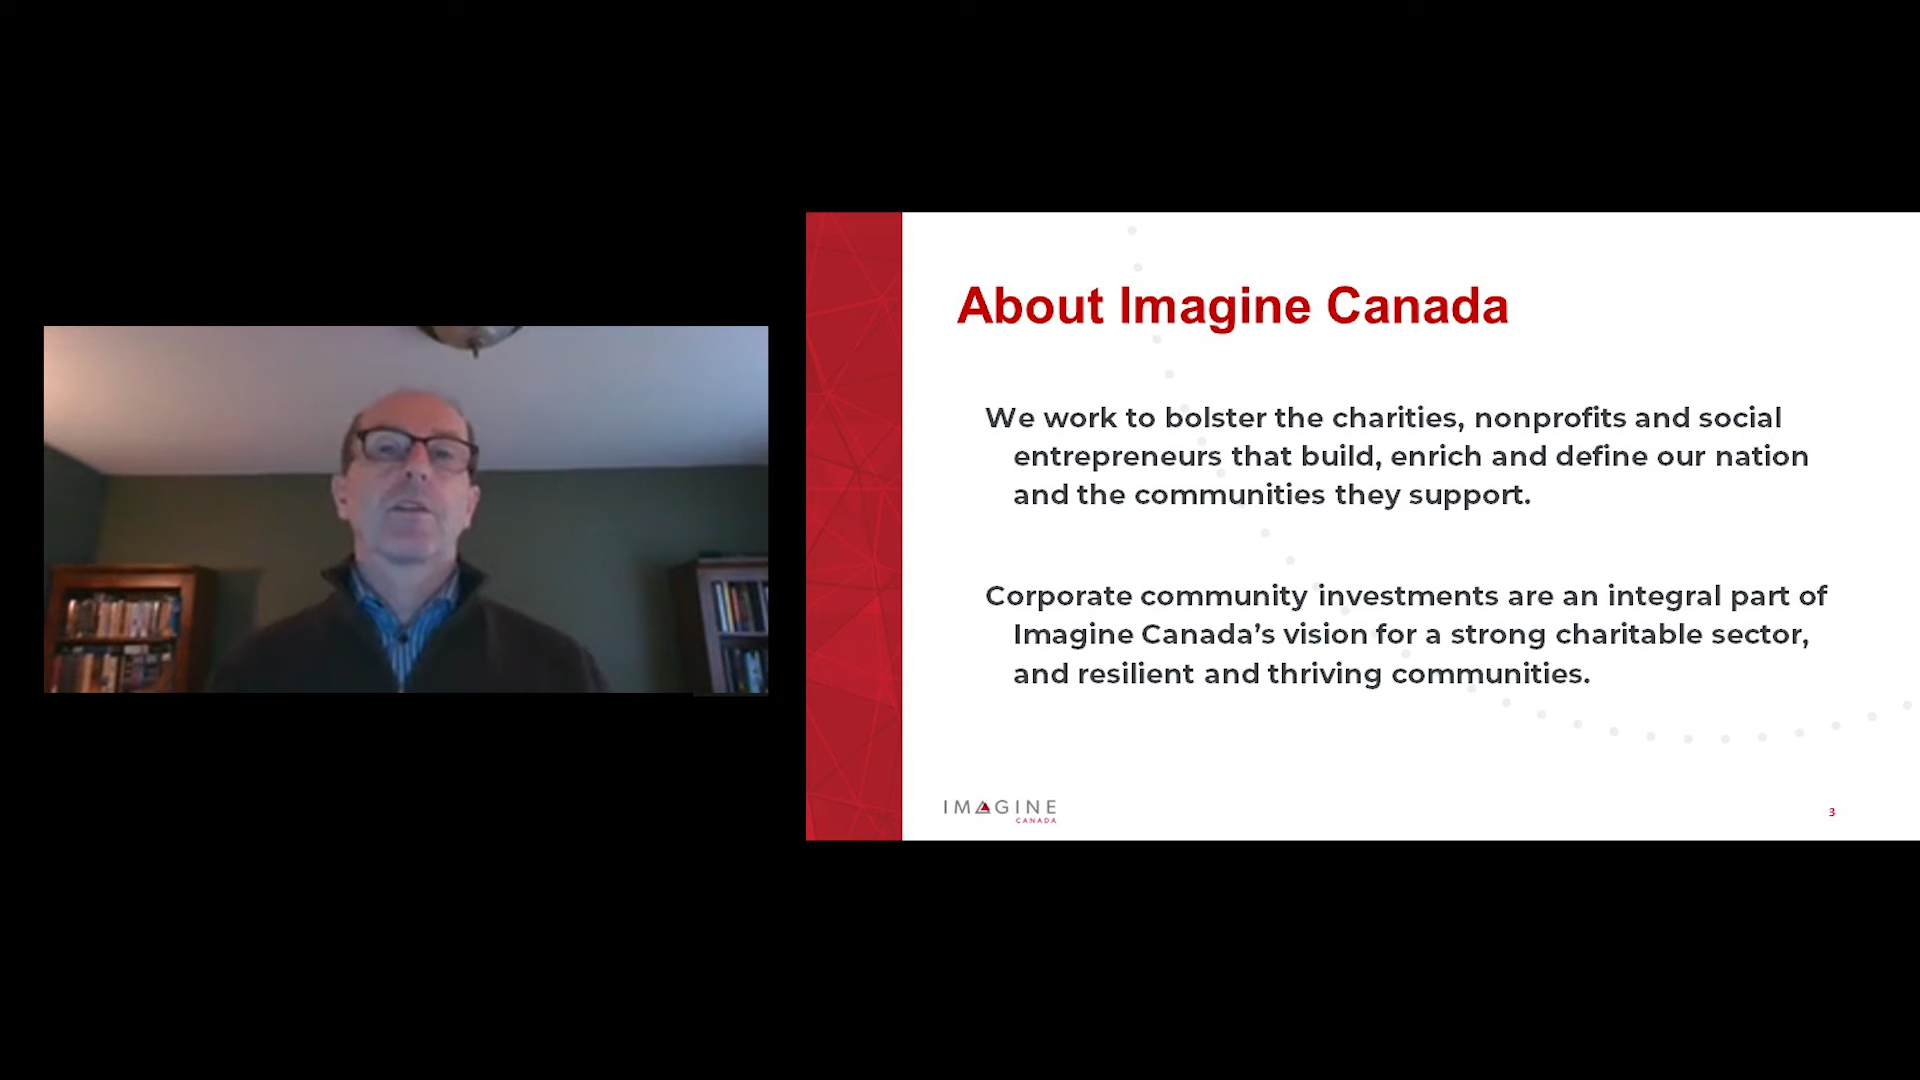 About Imagine Canada
We work to bolster the charities, nonprofits and social
entrepreneurs that build, enrich and define our nation
and the communities they support.
Corporate community investments are an integral part of
Imagine Canada’s vision for a strong charitable sector,
and resilient and thriving communities.
IMAGINE
CANADA
3